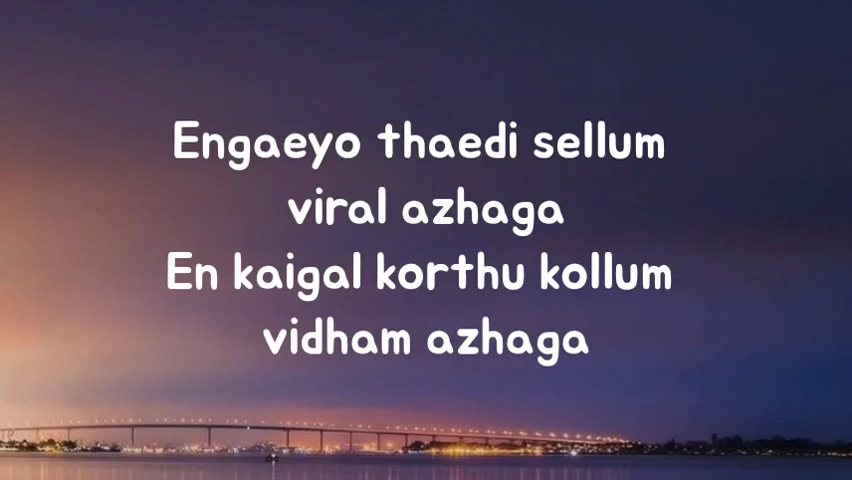 Engaeyo thaedi sellum
viral azhaga
En kaigal korthu kollum
vidham azhaga